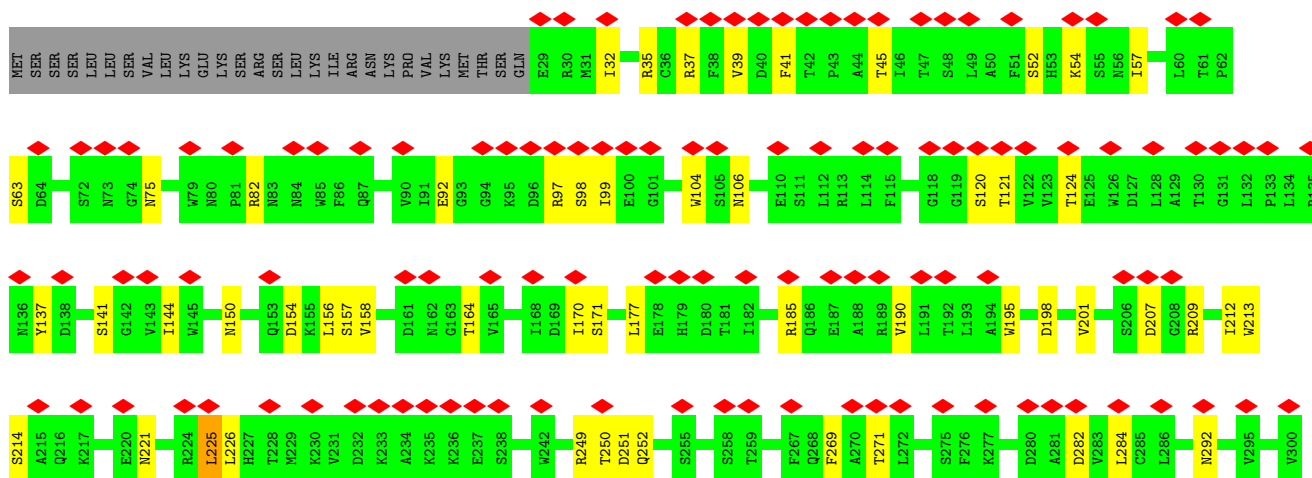 MET SER SER SER LEU LEU SER VAL LEU LYS GLU LYS SER ARG SER LEU LYS ILE ARG ASN LYS PRO VAL LYS MET THR SER GLN E29 R30 M31 I32 R35 C36 R37 F38 V39 D40 F41 T42 P43 A44 T45 I46 T47 S48 L49 A50 F51 S52 H53 K54 S55 N56 I57 L60 T61 P62
S63 D64 S72 N73 G74 N75 W79 N80 P81 R82 N83 N84 W85 F86 Q87 V90 I91 E92 G93 G94 K95 D96 R97 S98 I99 E100 G101 W104 S105 N106 E110 S111 L112 R113 L114 F115 G118 G119 S120 T121 V122 V123 T124 E125 W126 D127 L128 A129 T130 G131 L132 P133 L134
N136 Y137 D138 S141 G142 V143 I144 W145 N150 Q153 D154 K155 L156 S157 V158 D161 N162 G163 T164 V165 I168 D169 I170 S171 L177 E178 H179 D180 T181 I182 R185 Q186 E187 A188 R189 V190 L191 T192 L193 A194 W195 D198 V201 S206 D207 G208 R209 I212 W213
S214 A215 Q216 K217 E220 N221 R224 L225 L226 H227 T228 M229 K230 V231 D232 K233 A234 K235 K236 E237 S238 W242 R249 T250 D251 Q252 S255 S258 T259 F267 Q268 F269 A270 T271 L272 S275 F276 K277 D280 A281 D282 V283 L284 C285 L286 N292 V295 V300